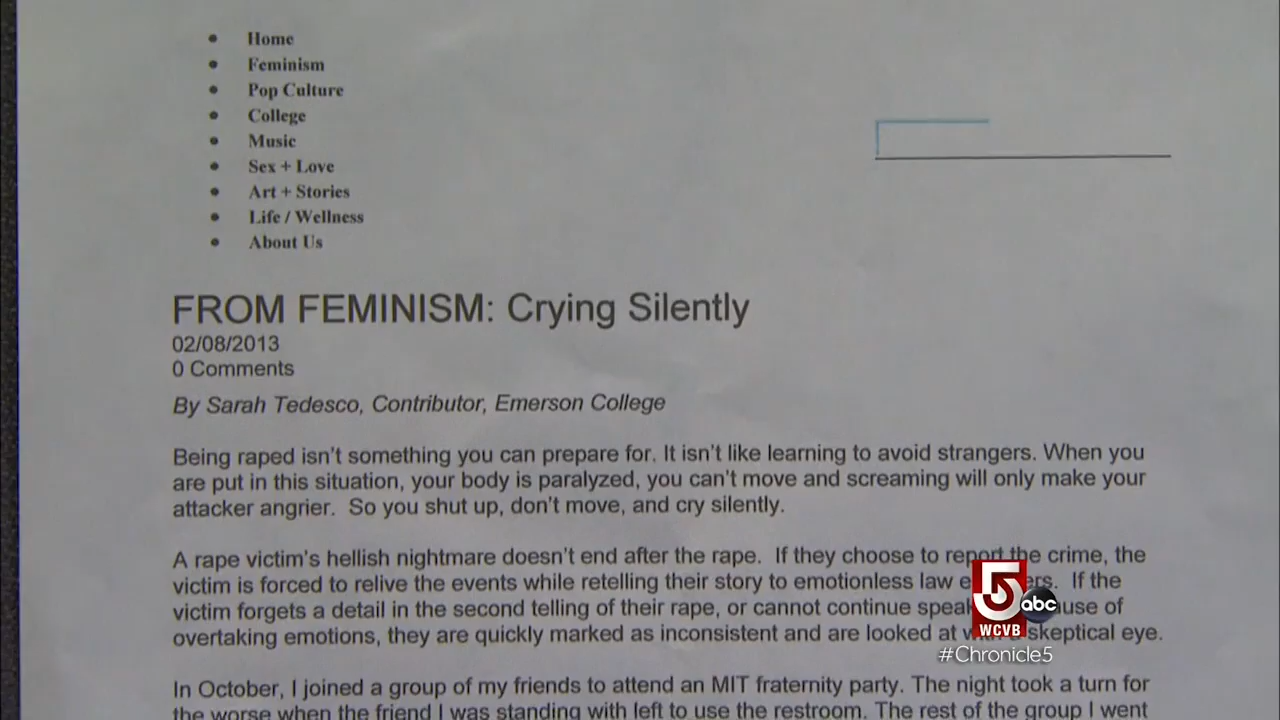 Home
Feminism
Pop Culture
College
Music
Sex + Love
Art + Stories
Life / Wellness
About Us
FROM FEMINISM: Crying Silently
02/08/2013
0 Comments
By Sarah Tedesco, Contributor, Emerson College
Being raped isn't something you can prepare for. It isn't like learning to avoid strangers. When you
are put in this situation, your body is paralyzed, you can't move and screaming will only make your
attacker angrier. So you shut up, don't move, and cry silently.
A rape victim's hellish nightmare doesn't end after the rape. If they choose to report the crime, the
victim is forced to relive the events while retelling their story to emotionless law If the
victim forgets a detail in the second telling of their rape, or cannot continue of
overtaking emotions, they are quickly marked as inconsistent and are looked at skeptical eye.
In October, I joined a group of my friends to attend an MIT fraternity party. The night took a turn for
the worse when the friend I was standing with left to use the restroom. The rest of the group I went
5 abc
WCVB
#Chronicle5